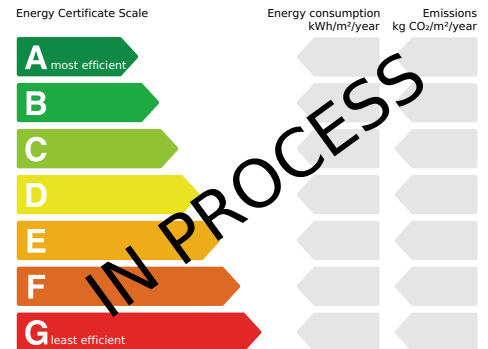 Energy Certificate Scale
Energy consumption
kWh/m²/year
Emissions
kg CO₂/m²/year
A most efficient
B
C
D
E
F
G least efficient
IN PROCESS